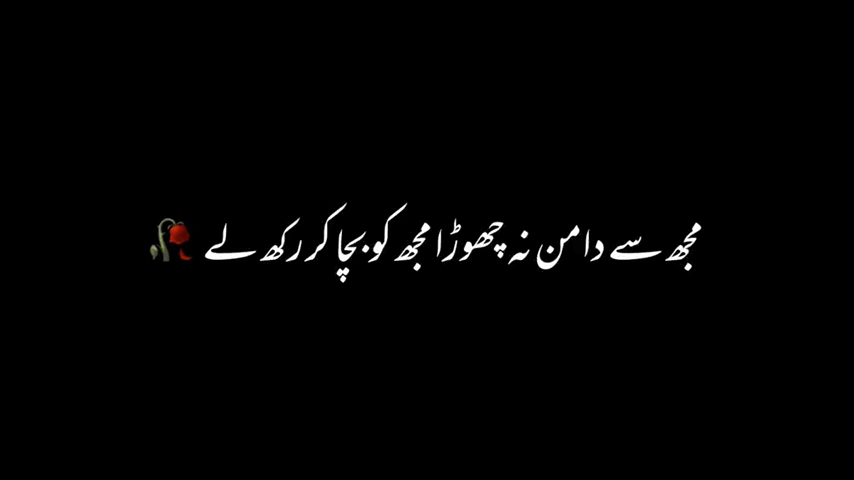 مجھ سے دامن نہ چھوڑا مجھ کو بچا کر رکھ لے 🥀